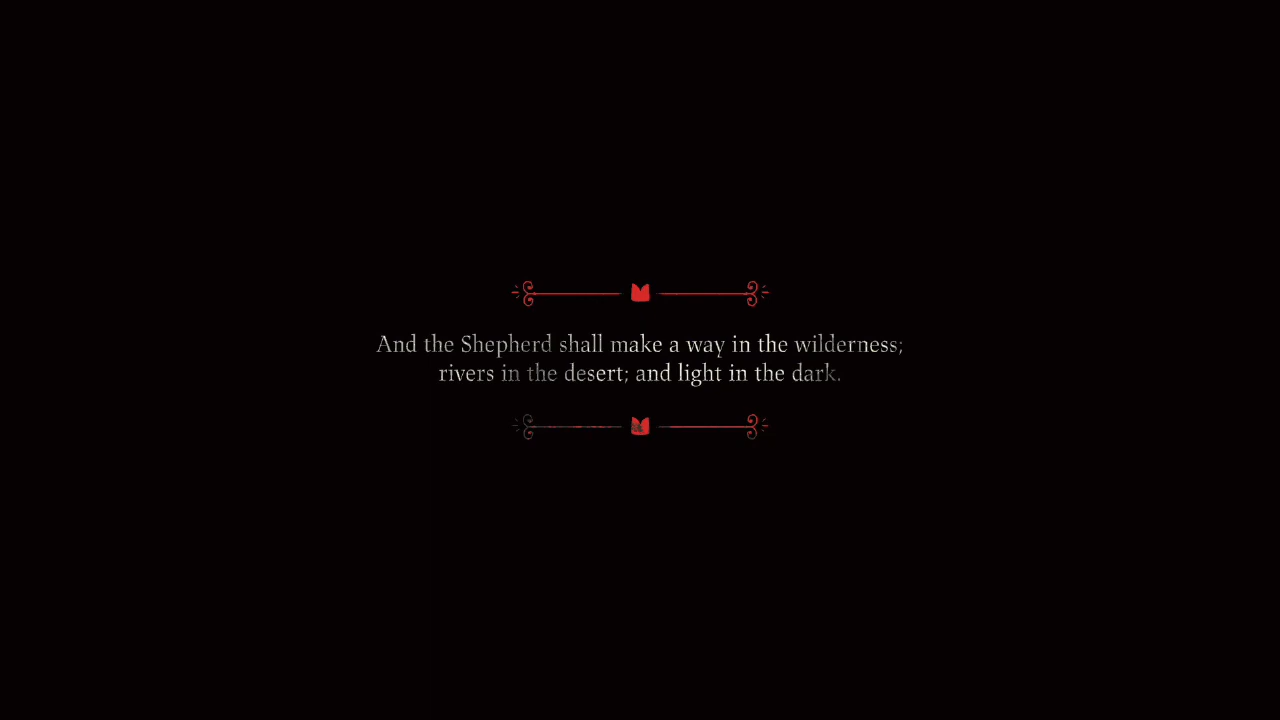 And the Shepherd shall make a way in the wilderness;
rivers in the desert; and light in the dark.